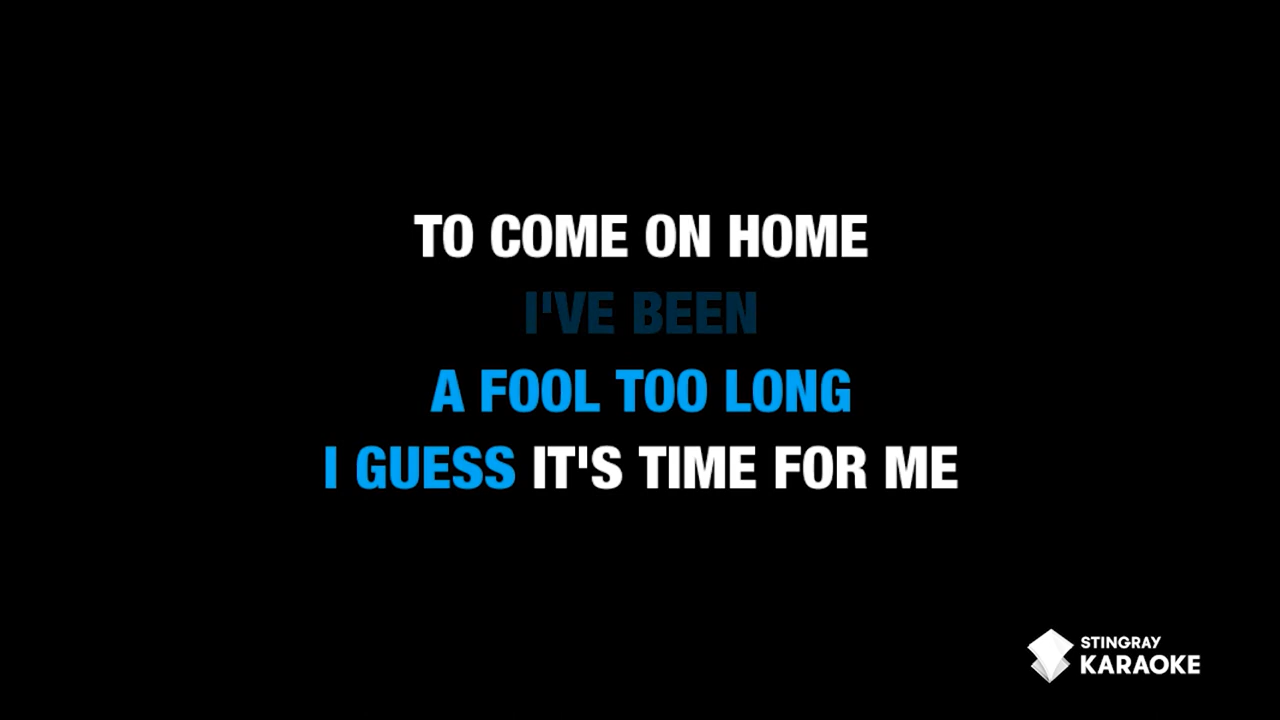 TO COME ON HOME
I'VE BEEN
A FOOL TOO LONG
I GUESS IT'S TIME FOR ME
STINGRAY
KARAOKE